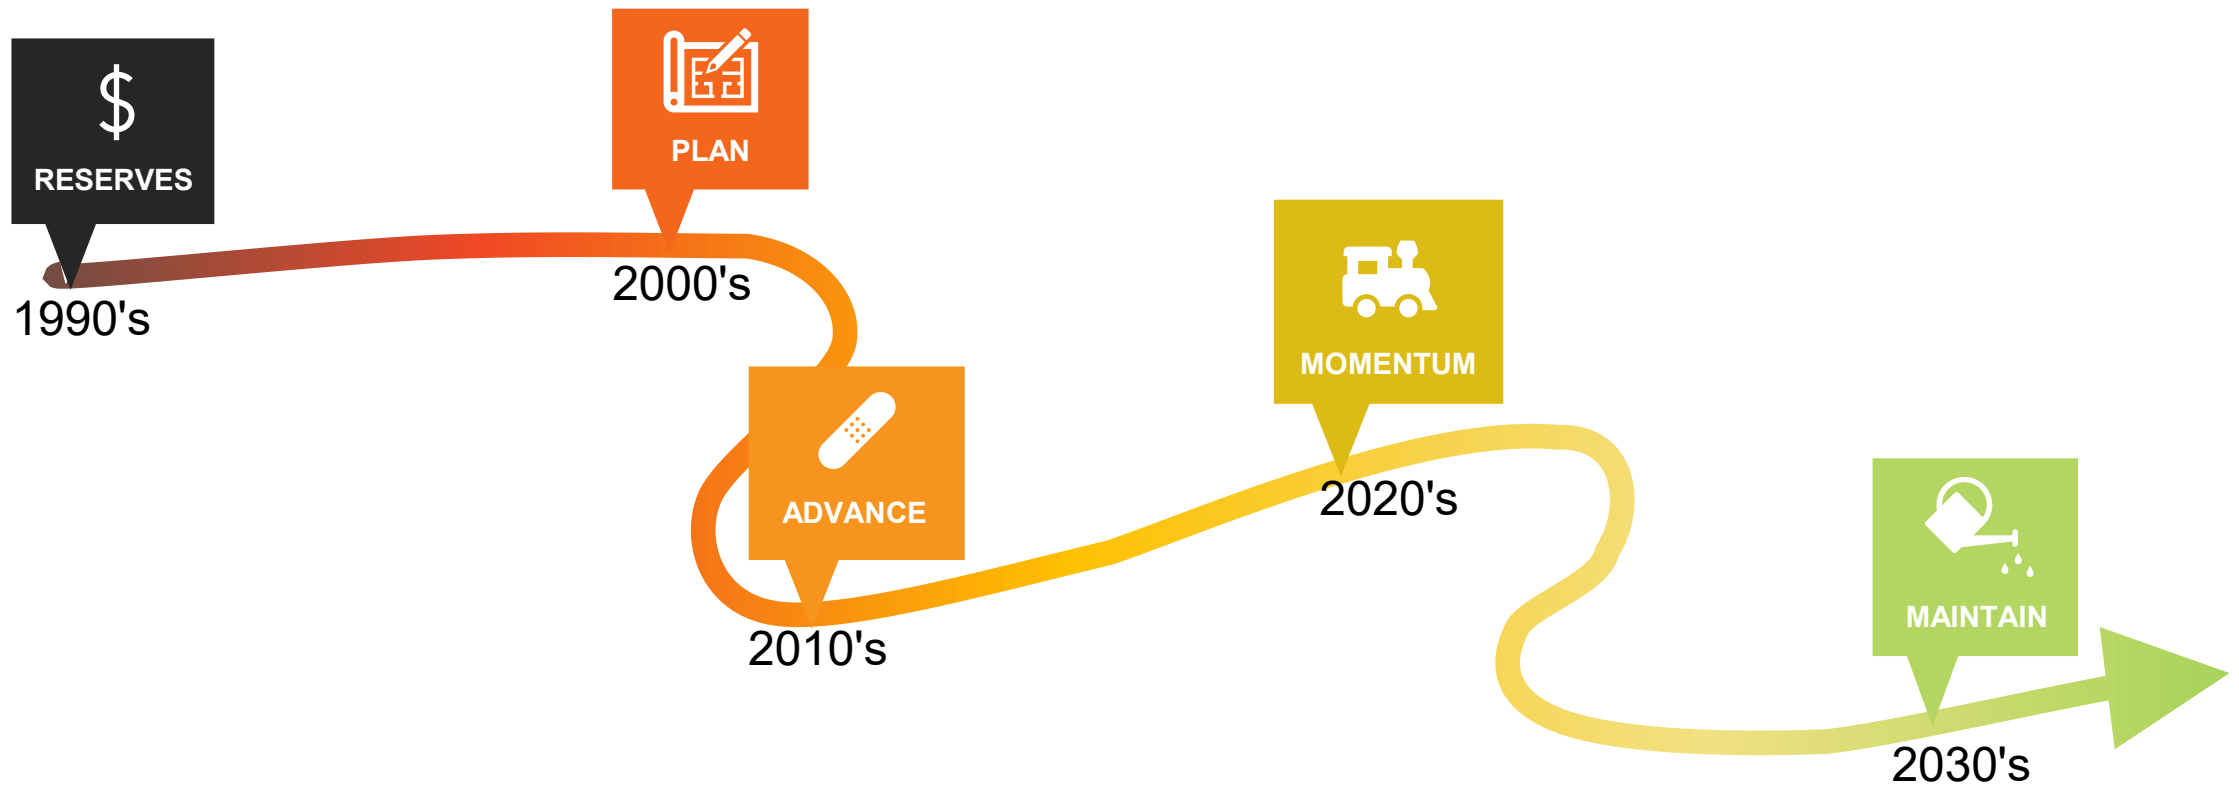 $
RESERVES
1990's
PLAN
2000's
ADVANCE
2010's
MOMENTUM
2020's
MAINTAIN
2030's